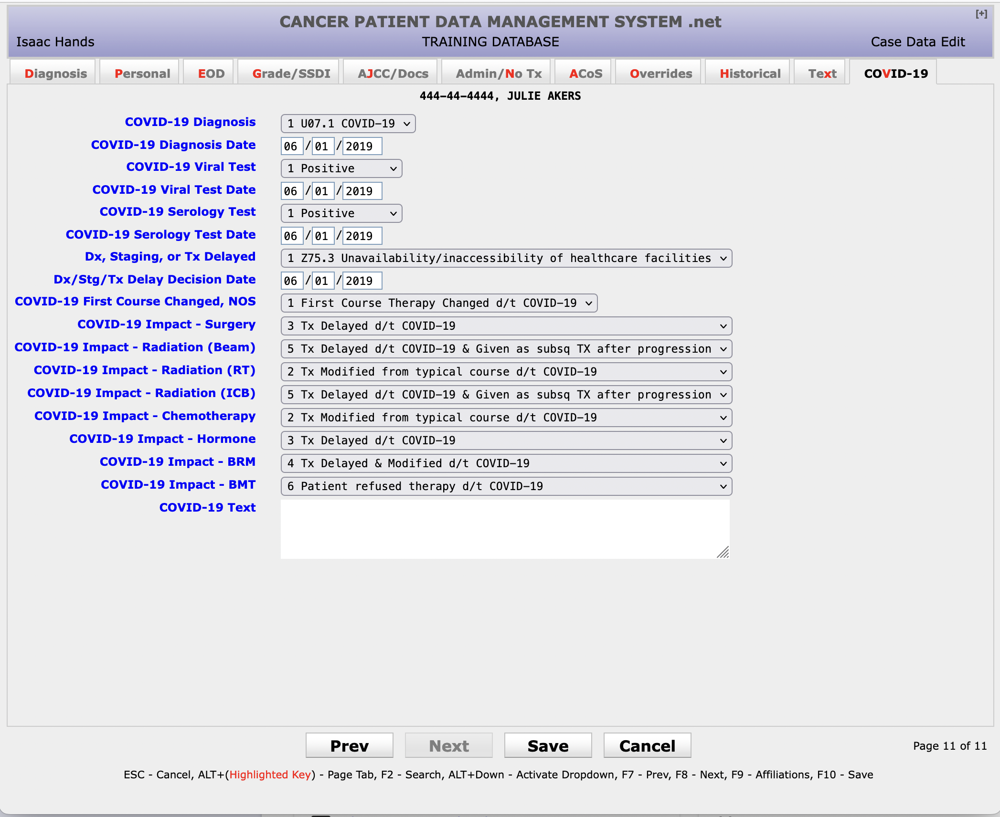 [+]
CANCER PATIENT DATA MANAGEMENT SYSTEM .net
Isaac Hands TRAINING DATABASE Case Data Edit
Diagnosis Personal EOD Grade/SSDI AJCC/Docs Admin/No Tx ACoS Overrides Historical Text COVID-19
444-44-4444, JULIE AKERS
COVID-19 Diagnosis 1 U07.1 COVID-19
COVID-19 Diagnosis Date 06 / 01 / 2019
COVID-19 Viral Test 1 Positive
COVID-19 Viral Test Date 06 / 01 / 2019
COVID-19 Serology Test 1 Positive
COVID-19 Serology Test Date 06 / 01 / 2019
Dx, Staging, or Tx Delayed 1 Z75.3 Unavailability/inaccessibility of healthcare facilities
Dx/Stg/Tx Delay Decision Date 06 / 01 / 2019
COVID-19 First Course Changed, NOS 1 First Course Therapy Changed d/t COVID-19
COVID-19 Impact - Surgery 3 Tx Delayed d/t COVID-19
COVID-19 Impact - Radiation (Beam) 5 Tx Delayed d/t COVID-19 & Given as subsq TX after progression
COVID-19 Impact - Radiation (RT) 2 Tx Modified from typical course d/t COVID-19
COVID-19 Impact - Radiation (ICB) 5 Tx Delayed d/t COVID-19 & Given as subsq TX after progression
COVID-19 Impact - Chemotherapy 2 Tx Modified from typical course d/t COVID-19
COVID-19 Impact - Hormone 3 Tx Delayed d/t COVID-19
COVID-19 Impact - BRM 4 Tx Delayed & Modified d/t COVID-19
COVID-19 Impact - BMT 6 Patient refused therapy d/t COVID-19
COVID-19 Text
Prev Next Save Cancel Page 11 of 11
ESC - Cancel, ALT+(Highlighted Key) - Page Tab, F2 - Search, ALT+Down - Activate Dropdown, F7 - Prev, F8 - Next, F9 - Affiliations, F10 - Save